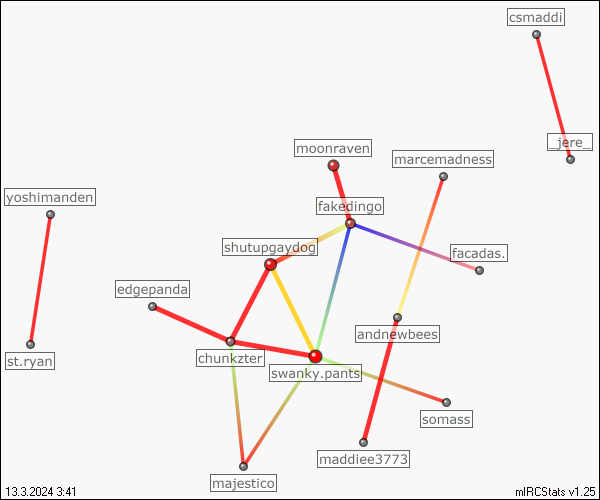 csmaddi
_jere_
moonraven
marcemadness
yoshimanden
fakedingo
shutupgaydog
facadas.
edgepanda
andnewbees
st.ryan
chunkzter
swanky.pants
somass
maddiee3773
majestico
13.3.2024 3:41
mIRCStats v1.25